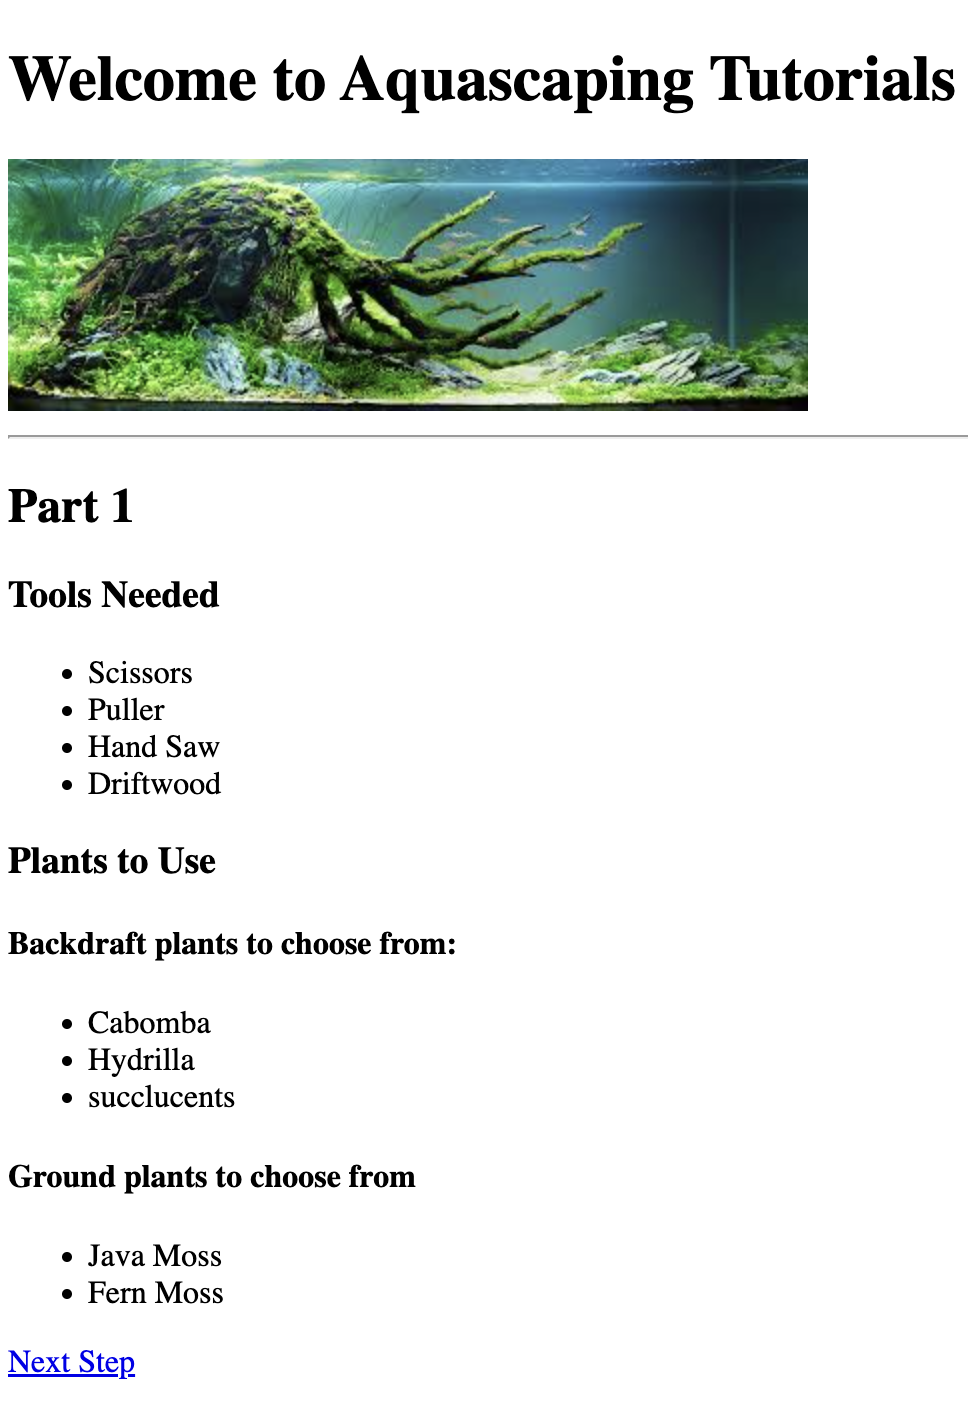 Welcome to Aquascaping Tutorials
Part 1
Tools Needed
• Scissors
• Puller
• Hand Saw
• Driftwood
Plants to Use
Backdraft plants to choose from:
• Cabomba
• Hydrilla
• succlucents
Ground plants to choose from
• Java Moss
• Fern Moss
Next Step